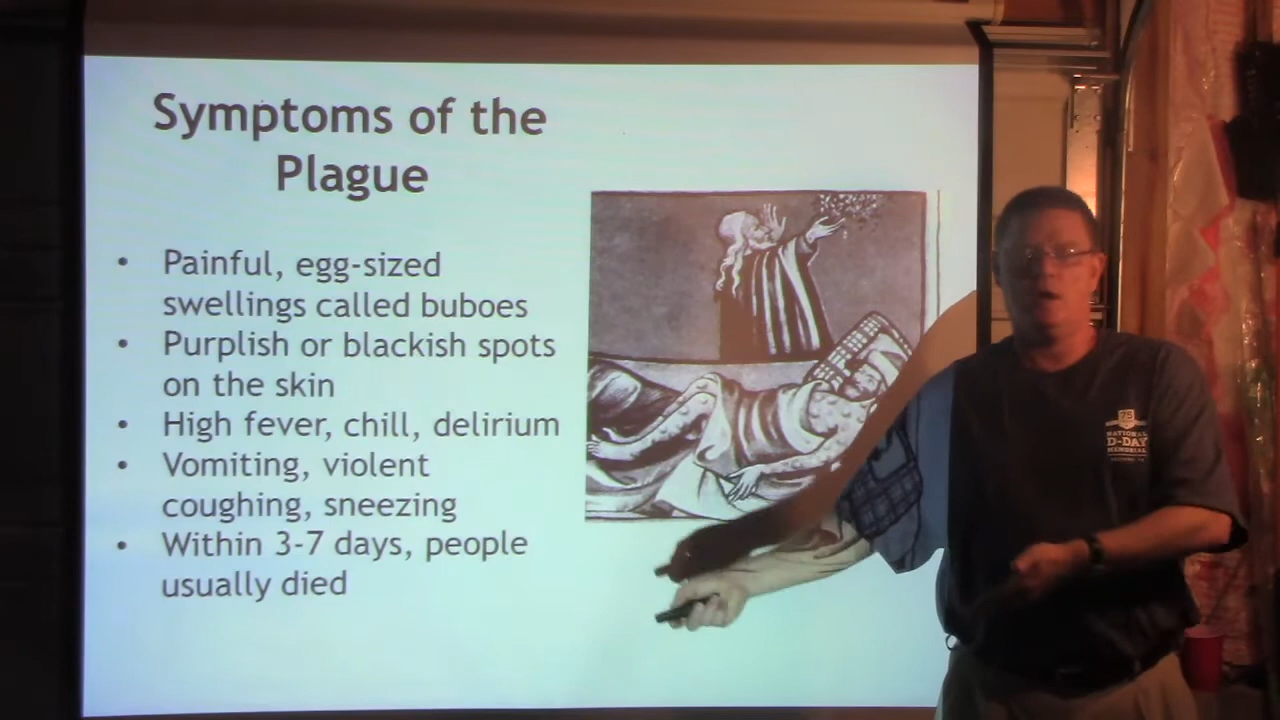 Symptoms of the
Plague
• Painful, egg-sized
swellings called buboes
• Purplish or blackish spots
on the skin
• High fever, chill, delirium
• Vomiting, violent
coughing, sneezing
• Within 3-7 days, people
usually died
75
NATIONAL
D-DAY
MEMORIAL